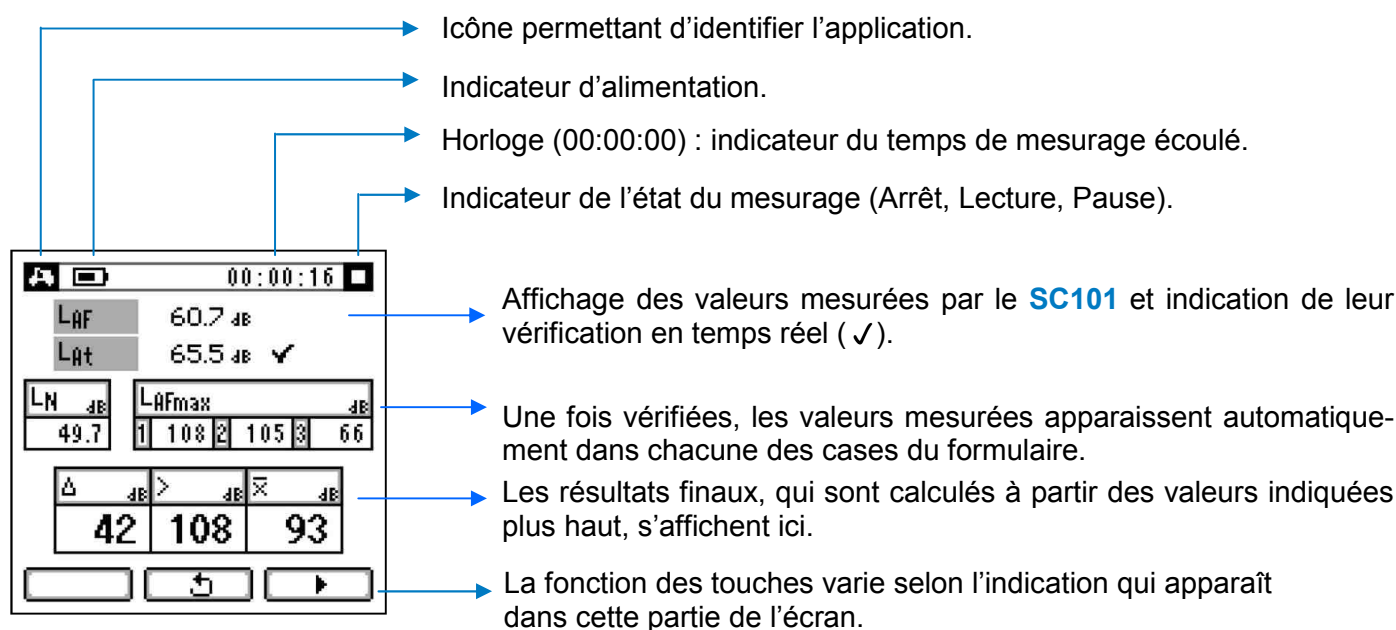 Icône permettant d’identifier l’application.
Indicateur d’alimentation.
Horloge (00:00:00) : indicateur du temps de mesurage écoulé.
Indicateur de l’état du mesurage (Arrêt, Lecture, Pause).
00:00:16
LAF 60.7 dB
LAt 65.5 dB ✓
LN dB LAFmax dB
49.7 1 108 2 105 3 66
Δ dB > dB x̅ dB
42 108 93
Affichage des valeurs mesurées par le SC101 et indication de leur
vérification en temps réel ( ✓).
Une fois vérifiées, les valeurs mesurées apparaissent automatique-
ment dans chacune des cases du formulaire.
Les résultats finaux, qui sont calculés à partir des valeurs indiquées
plus haut, s’affichent ici.
La fonction des touches varie selon l’indication qui apparaît
dans cette partie de l’écran.